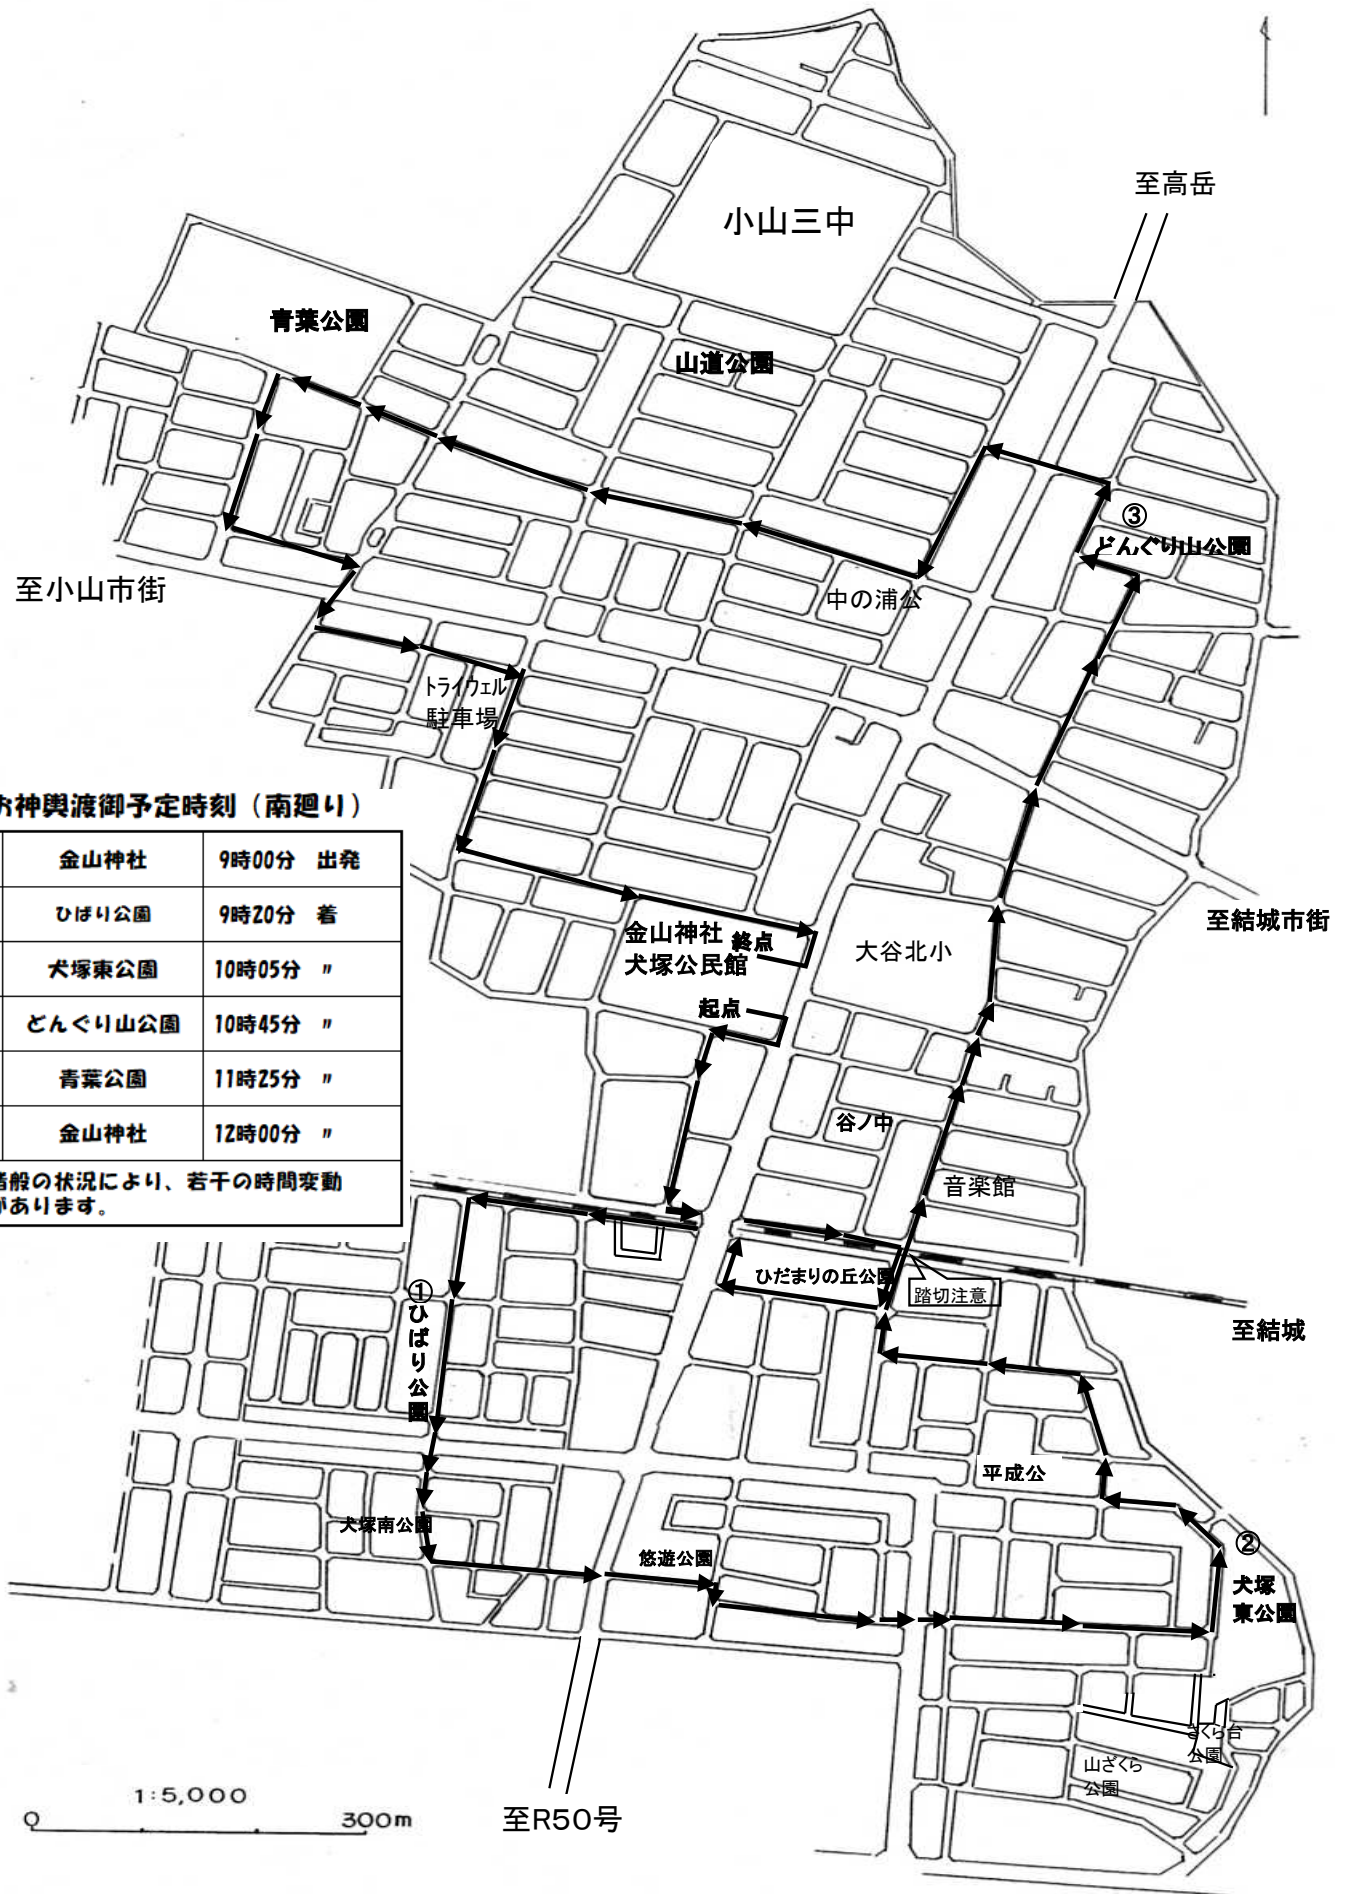 至高岳
小山三中
青葉公園
山道公園
③
どんぐり山公園
至小山市街
中の浦公
トライウェル
駐車場
お神輿渡御予定時刻（南廻り）
金山神社 9時00分 出発
ひばり公園 9時20分 着
犬塚東公園 10時05分 〃
どんぐり山公園 10時45分 〃
青葉公園 11時25分 〃
金山神社 12時00分 〃
諸般の状況により、若干の時間変動
があります。
至結城市街
金山神社
終点
犬塚公民館
大谷北小
起点
谷ノ中
音楽館
ひだまりの丘公園
踏切注意
至結城
①
ひばり公園
平成公
犬塚南公園
悠遊公園
②
犬塚
東公園
さくら台
公園
山ざくら
公園
1:5,000
0 300m
至R50号